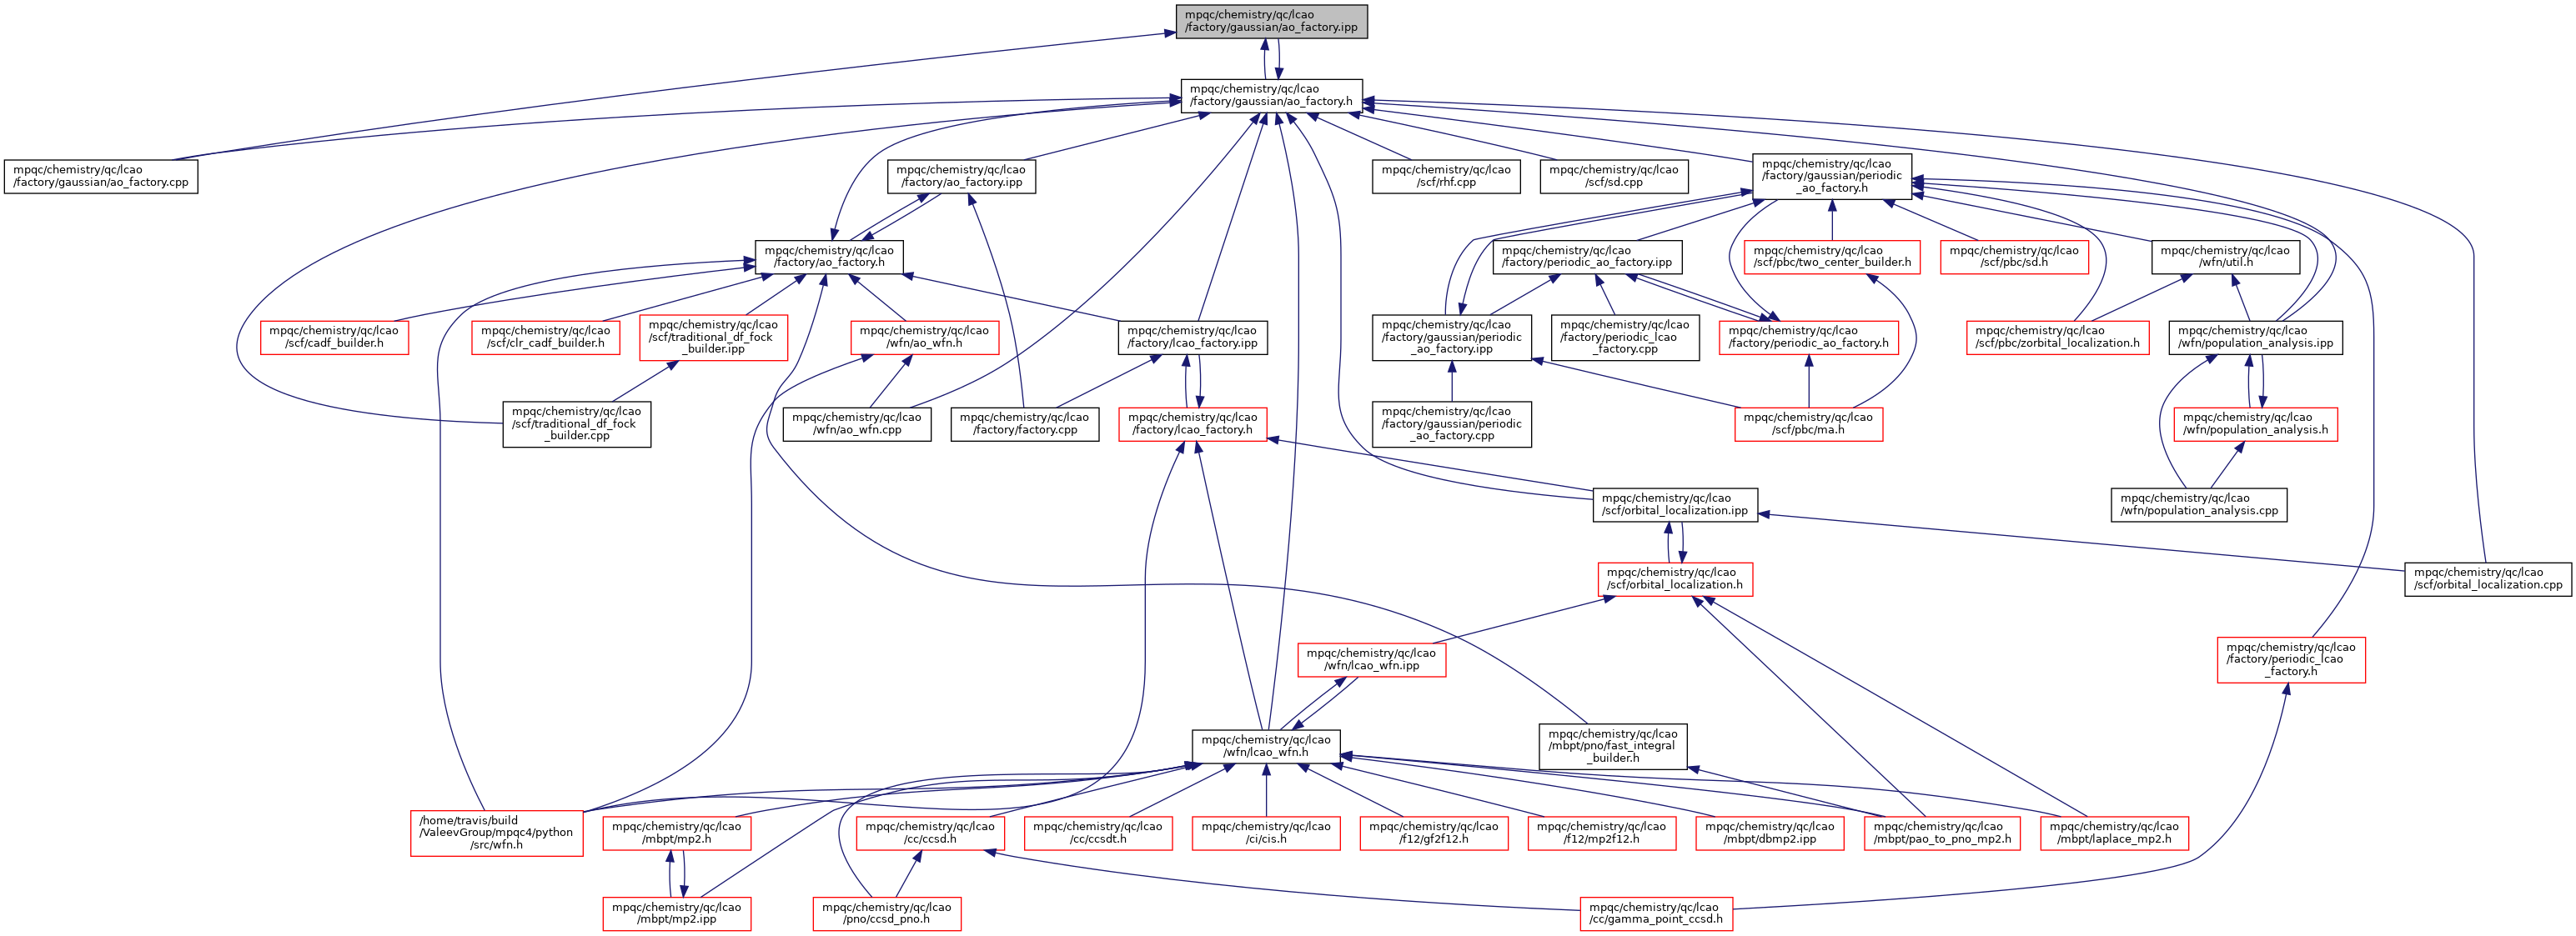 mpqc/chemistry/qc/lcao
/factory/gaussian/ao_factory.ipp
mpqc/chemistry/qc/lcao
/factory/gaussian/ao_factory.h
mpqc/chemistry/qc/lcao
/factory/gaussian/ao_factory.cpp
mpqc/chemistry/qc/lcao
/factory/ao_factory.ipp
mpqc/chemistry/qc/lcao
/scf/rhf.cpp
mpqc/chemistry/qc/lcao
/scf/sd.cpp
mpqc/chemistry/qc/lcao
/factory/gaussian/periodic
_ao_factory.h
mpqc/chemistry/qc/lcao
/factory/ao_factory.h
mpqc/chemistry/qc/lcao
/factory/periodic_ao_factory.ipp
mpqc/chemistry/qc/lcao
/scf/pbc/two_center_builder.h
mpqc/chemistry/qc/lcao
/scf/pbc/sd.h
mpqc/chemistry/qc/lcao
/wfn/util.h
mpqc/chemistry/qc/lcao
/scf/cadf_builder.h
mpqc/chemistry/qc/lcao
/scf/clr_cadf_builder.h
mpqc/chemistry/qc/lcao
/scf/traditional_df_fock
_builder.ipp
mpqc/chemistry/qc/lcao
/wfn/ao_wfn.h
mpqc/chemistry/qc/lcao
/factory/lcao_factory.ipp
mpqc/chemistry/qc/lcao
/factory/gaussian/periodic
_ao_factory.ipp
mpqc/chemistry/qc/lcao
/factory/periodic_lcao
_factory.cpp
mpqc/chemistry/qc/lcao
/factory/periodic_ao_factory.h
mpqc/chemistry/qc/lcao
/scf/pbc/zorbital_localization.h
mpqc/chemistry/qc/lcao
/wfn/population_analysis.ipp
mpqc/chemistry/qc/lcao
/scf/traditional_df_fock
_builder.cpp
mpqc/chemistry/qc/lcao
/wfn/ao_wfn.cpp
mpqc/chemistry/qc/lcao
/factory/factory.cpp
mpqc/chemistry/qc/lcao
/factory/lcao_factory.h
mpqc/chemistry/qc/lcao
/factory/gaussian/periodic
_ao_factory.cpp
mpqc/chemistry/qc/lcao
/scf/pbc/ma.h
mpqc/chemistry/qc/lcao
/wfn/population_analysis.h
mpqc/chemistry/qc/lcao
/scf/orbital_localization.ipp
mpqc/chemistry/qc/lcao
/wfn/population_analysis.cpp
mpqc/chemistry/qc/lcao
/scf/orbital_localization.h
mpqc/chemistry/qc/lcao
/scf/orbital_localization.cpp
mpqc/chemistry/qc/lcao
/wfn/lcao_wfn.ipp
mpqc/chemistry/qc/lcao
/factory/periodic_lcao
_factory.h
mpqc/chemistry/qc/lcao
/wfn/lcao_wfn.h
mpqc/chemistry/qc/lcao
/mbpt/pno/fast_integral
_builder.h
/home/travis/build
/ValeevGroup/mpqc4/python
/src/wfn.h
mpqc/chemistry/qc/lcao
/mbpt/mp2.h
mpqc/chemistry/qc/lcao
/cc/ccsd.h
mpqc/chemistry/qc/lcao
/cc/ccsdt.h
mpqc/chemistry/qc/lcao
/ci/cis.h
mpqc/chemistry/qc/lcao
/f12/gf2f12.h
mpqc/chemistry/qc/lcao
/f12/mp2f12.h
mpqc/chemistry/qc/lcao
/mbpt/dbmp2.ipp
mpqc/chemistry/qc/lcao
/mbpt/pao_to_pno_mp2.h
mpqc/chemistry/qc/lcao
/mbpt/laplace_mp2.h
mpqc/chemistry/qc/lcao
/mbpt/mp2.ipp
mpqc/chemistry/qc/lcao
/pno/ccsd_pno.h
mpqc/chemistry/qc/lcao
/cc/gamma_point_ccsd.h